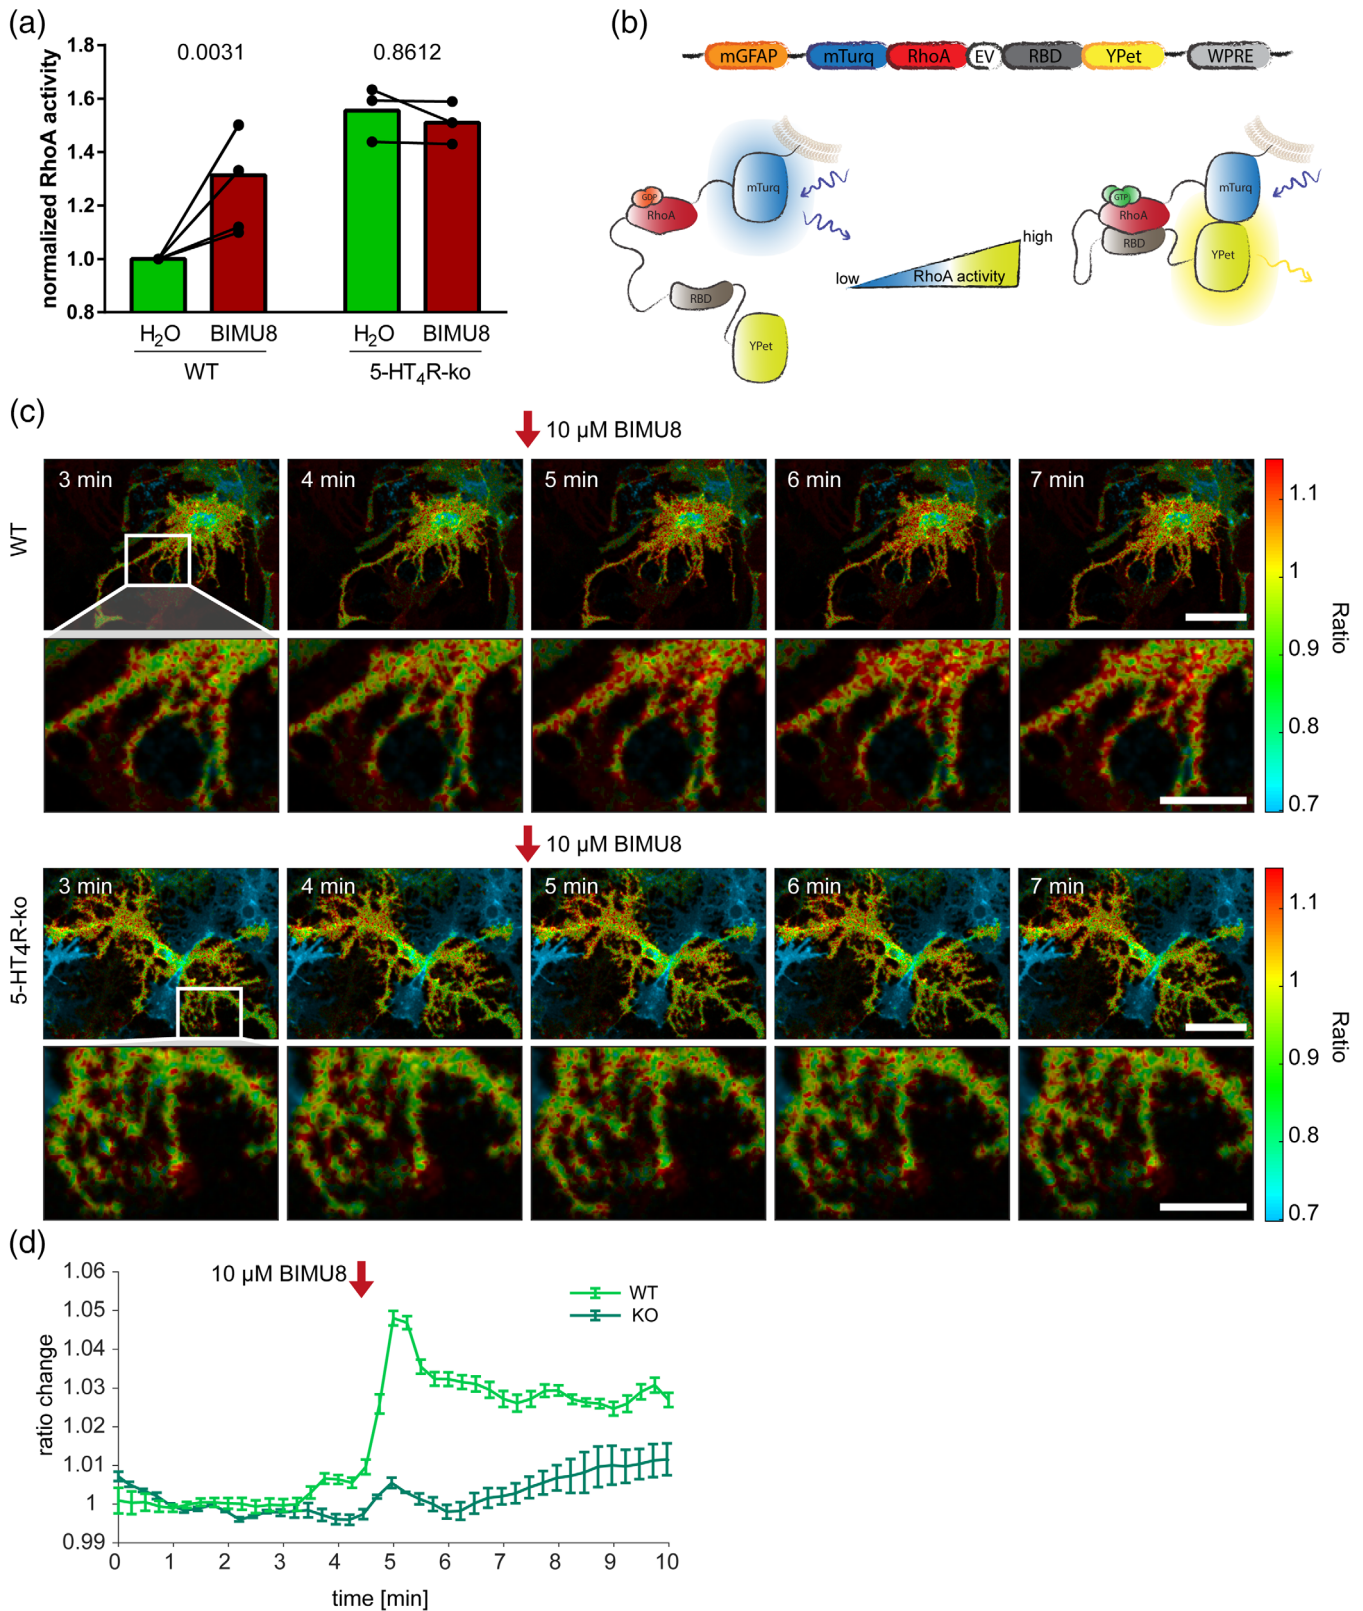 (a)
0.0031
0.8612
1.8
1.6
1.4
1.2
1.0
0.8
normalized RhoA activity
H2O
BIMU8
H2O
BIMU8
WT
5-HT4R-ko
(b)
mGFAP
mTurq
RhoA
EV
RBD
YPet
WPRE
mTurq
GDP
RhoA
RBD
YPet
low
RhoA activity
high
GTP
RhoA
RBD
mTurq
YPet
(c)
10 µM BIMU8
WT
3 min
4 min
5 min
6 min
7 min
1.1
1
0.9
0.8
0.7
Ratio
10 µM BIMU8
5-HT4R-ko
3 min
4 min
5 min
6 min
7 min
1.1
1
0.9
0.8
0.7
Ratio
(d)
10 µM BIMU8
WT
KO
1.06
1.05
1.04
1.03
1.02
1.01
1
0.99
ratio change
0 1 2 3 4 5 6 7 8 9 10
time [min]